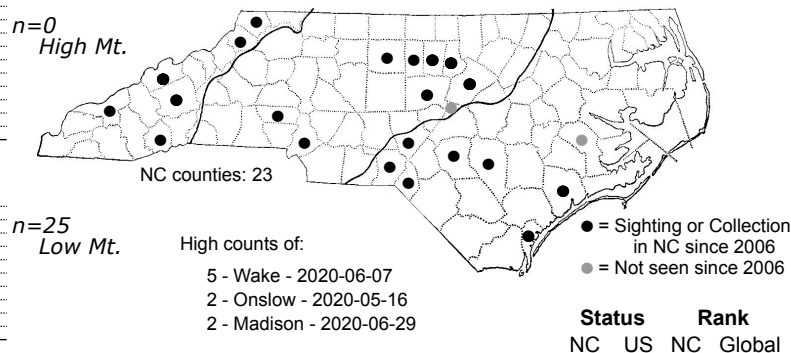 n=0
High Mt.
NC counties: 23
n=25
Low Mt.
High counts of:
5 - Wake - 2020-06-07
2 - Onslow - 2020-05-16
2 - Madison - 2020-06-29
= Sighting or Collection
in NC since 2006
= Not seen since 2006
Status Rank
NC US NC Global